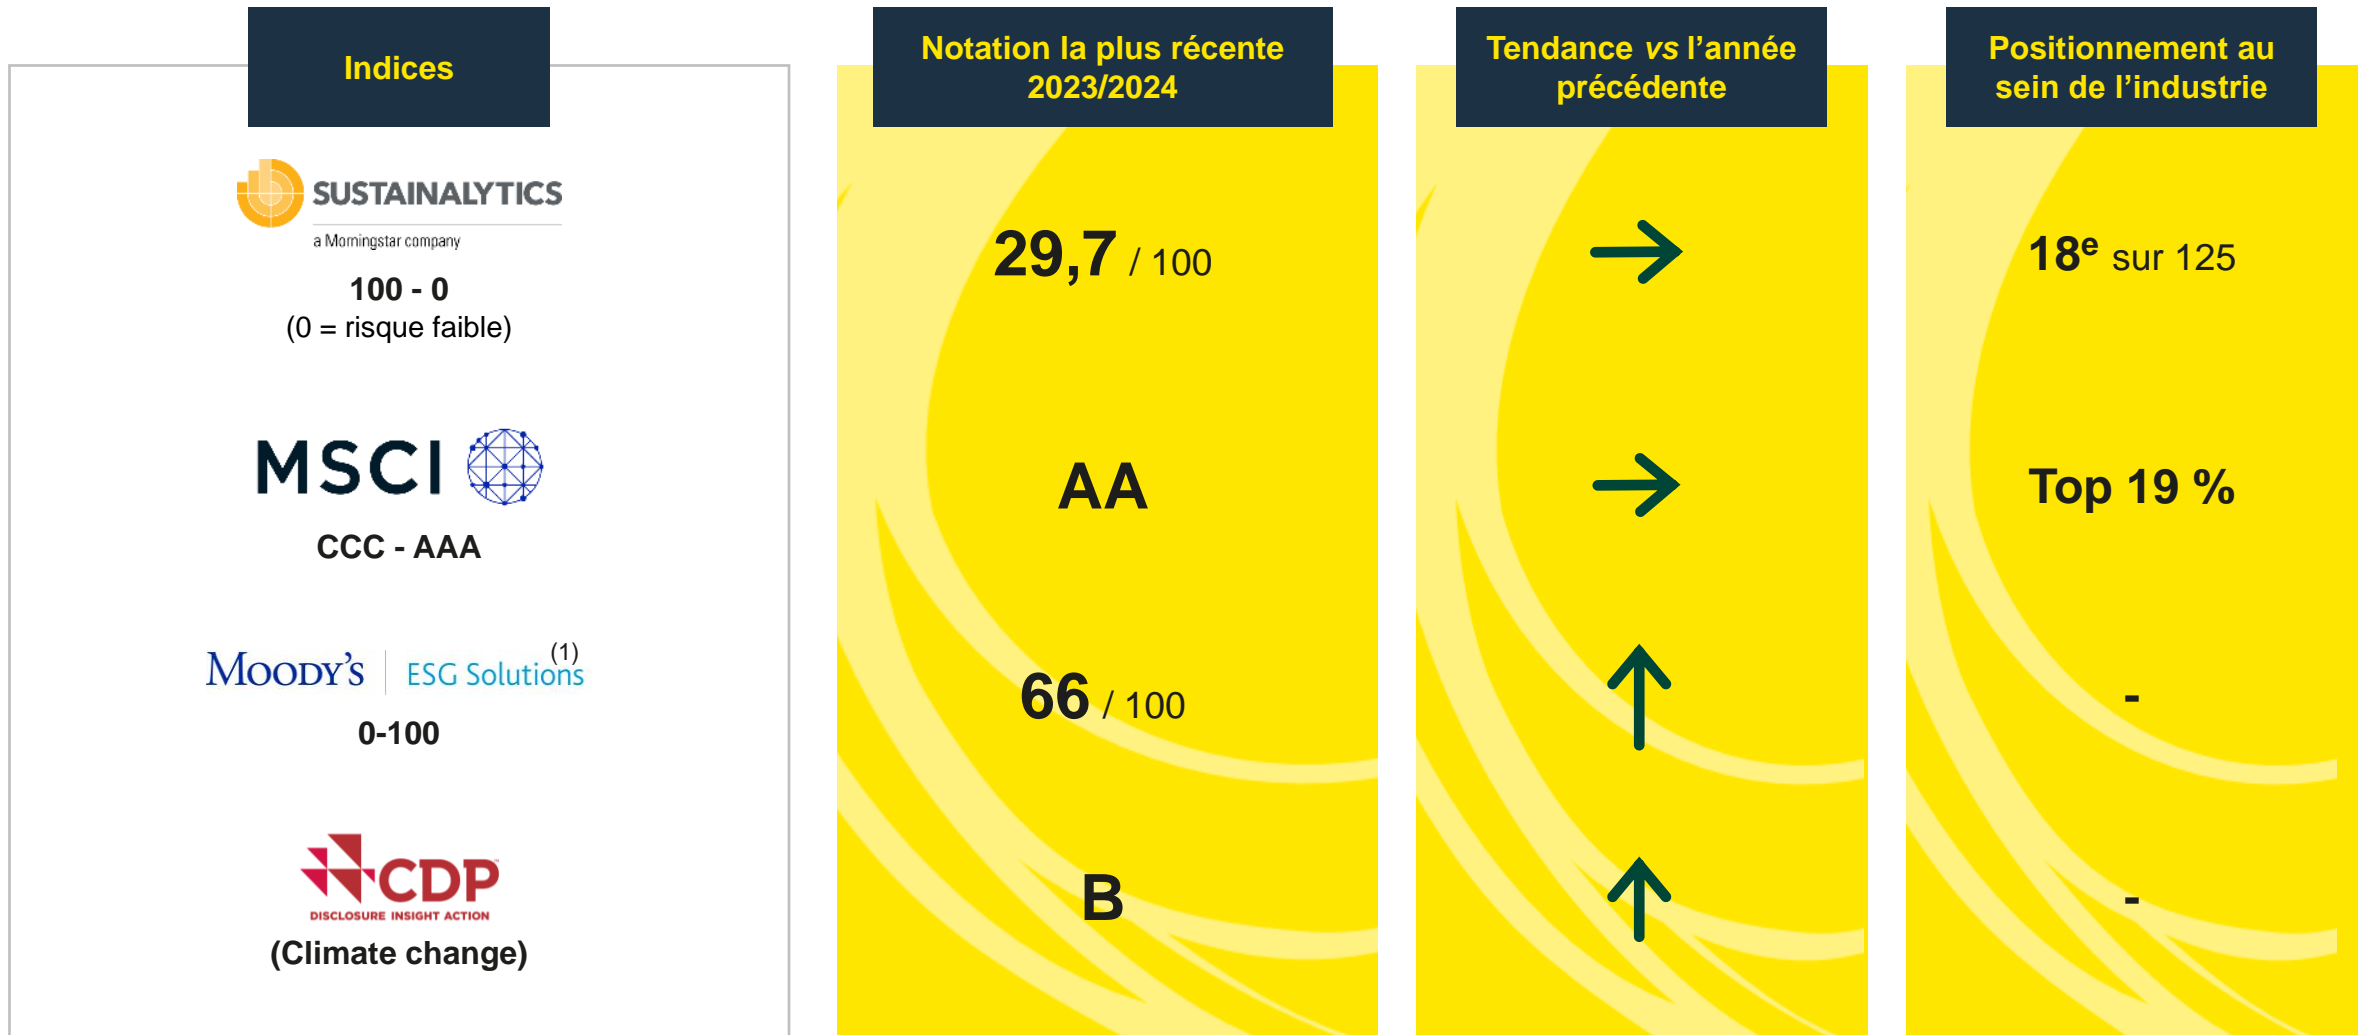 Indices
Notation la plus récente
2023/2024
Tendance vs l’année
précédente
Positionnement au
sein de l’industrie
SUSTAINALYTICS
a Morningstar company
100 - 0
(0 = risque faible)
29,7 / 100
18e sur 125
MSCI
CCC - AAA
AA
Top 19 %
MOODY’S ESG Solutions (1)
0-100
66 / 100
-
CDP™
DISCLOSURE INSIGHT ACTION
(Climate change)
B
-